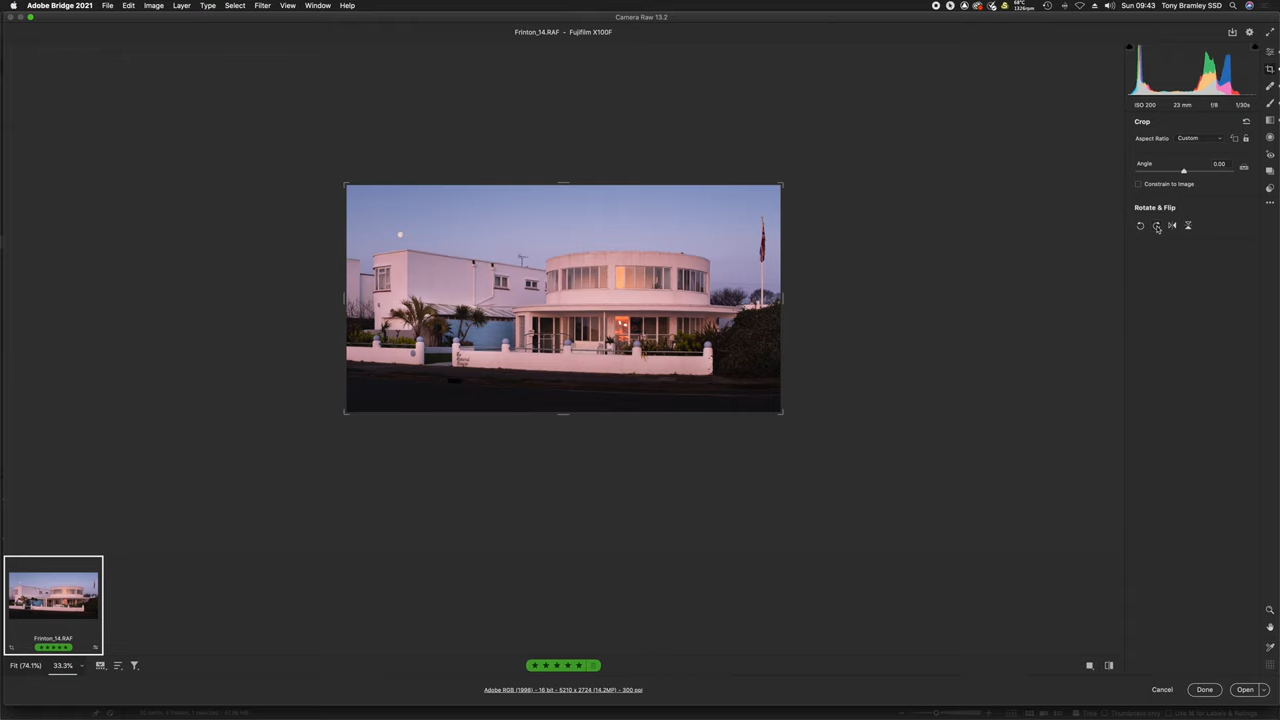 Adobe Bridge 2021 File Edit Image Layer Type Select Filter View Window Help 68°C 1326rpm Sun 09:43 Tony Bramley SSD
Camera Raw 13.2
Frinton_14.RAF - Fujifilm X100F
ISO 200 23 mm f/8 1/30s
Crop
Aspect Ratio Custom
Angle 0.00
Constrain to Image
Rotate & Flip
Frinton_14.RAF
Fit (74.1%) 33.3%
Adobe RGB (1998) - 16 bit - 5210 x 2724 (14.2MP) - 300 ppi
Cancel Done Open